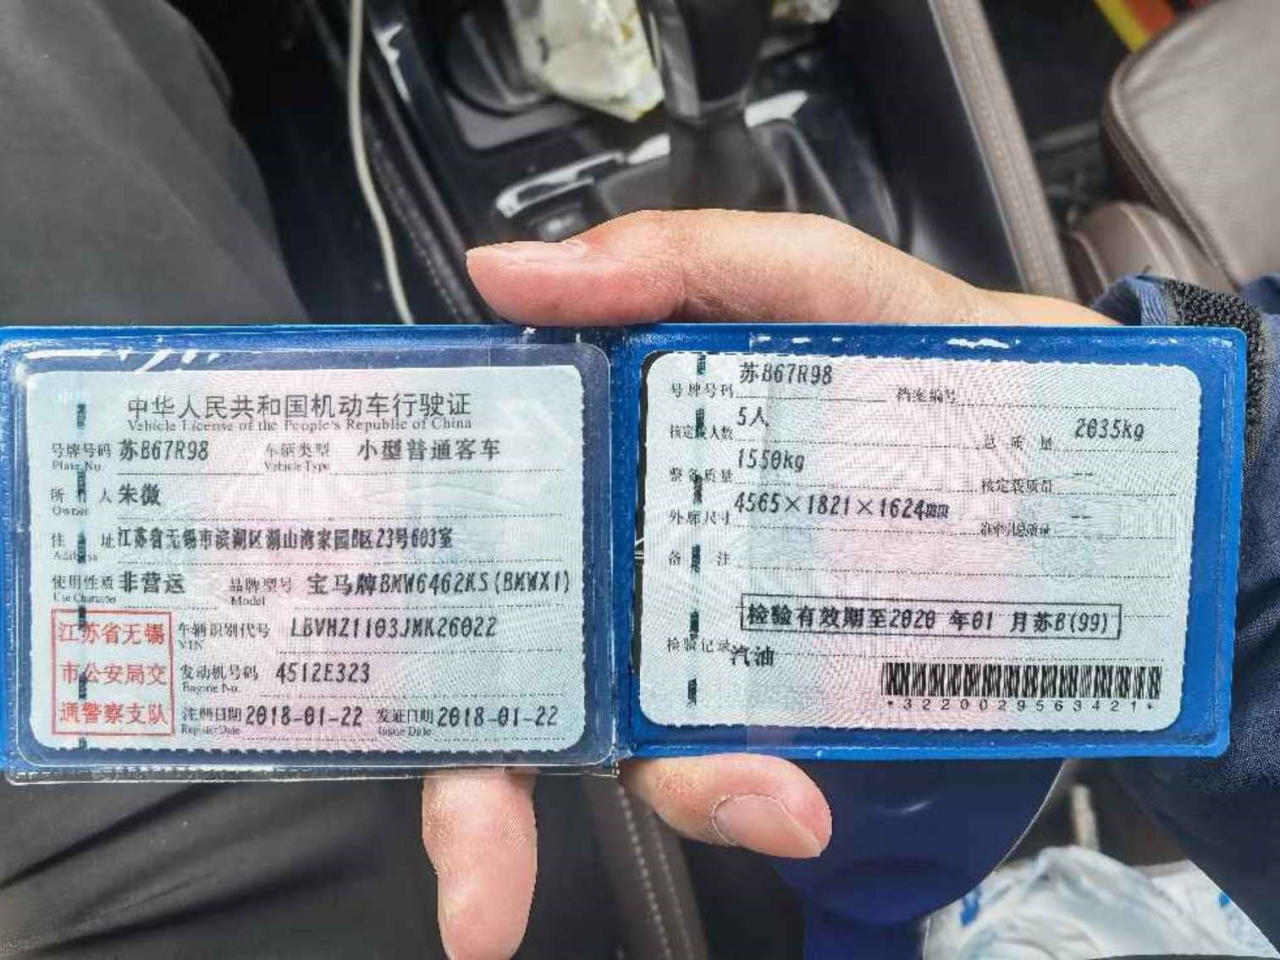 中华人民共和国机动车行驶证
Vehicle License of the People's Republic of China
号牌号码 苏B67R98 车辆类型 小型普通客车
Plate No. Vehicle Type
所有人 朱微
Owner
住址 江苏省无锡市滨湖区湖山湾家园B区23号603室
Address
使用性质 非营运 品牌型号 宝马牌BMW6462KS(BMWX1)
Use Character Model
江苏省无锡
市公安局交
通警察支队
车辆识别代号 LBVHZ1103JMK26022
VIN
发动机号码 4512E323
Engine No.
注册日期 2018-01-22 发证日期 2018-01-22
Register Date Issue Date
号牌号码 苏B67R98 档案编号
核定载人数 5人 总质量 2035kg
整备质量 1550kg 核定载质量 --
外廓尺寸 4565×1821×1624mm 准牵引总质量 --
备注
检验有效期至2020年01月苏B(99)
检验记录
汽油
*3220029563421*